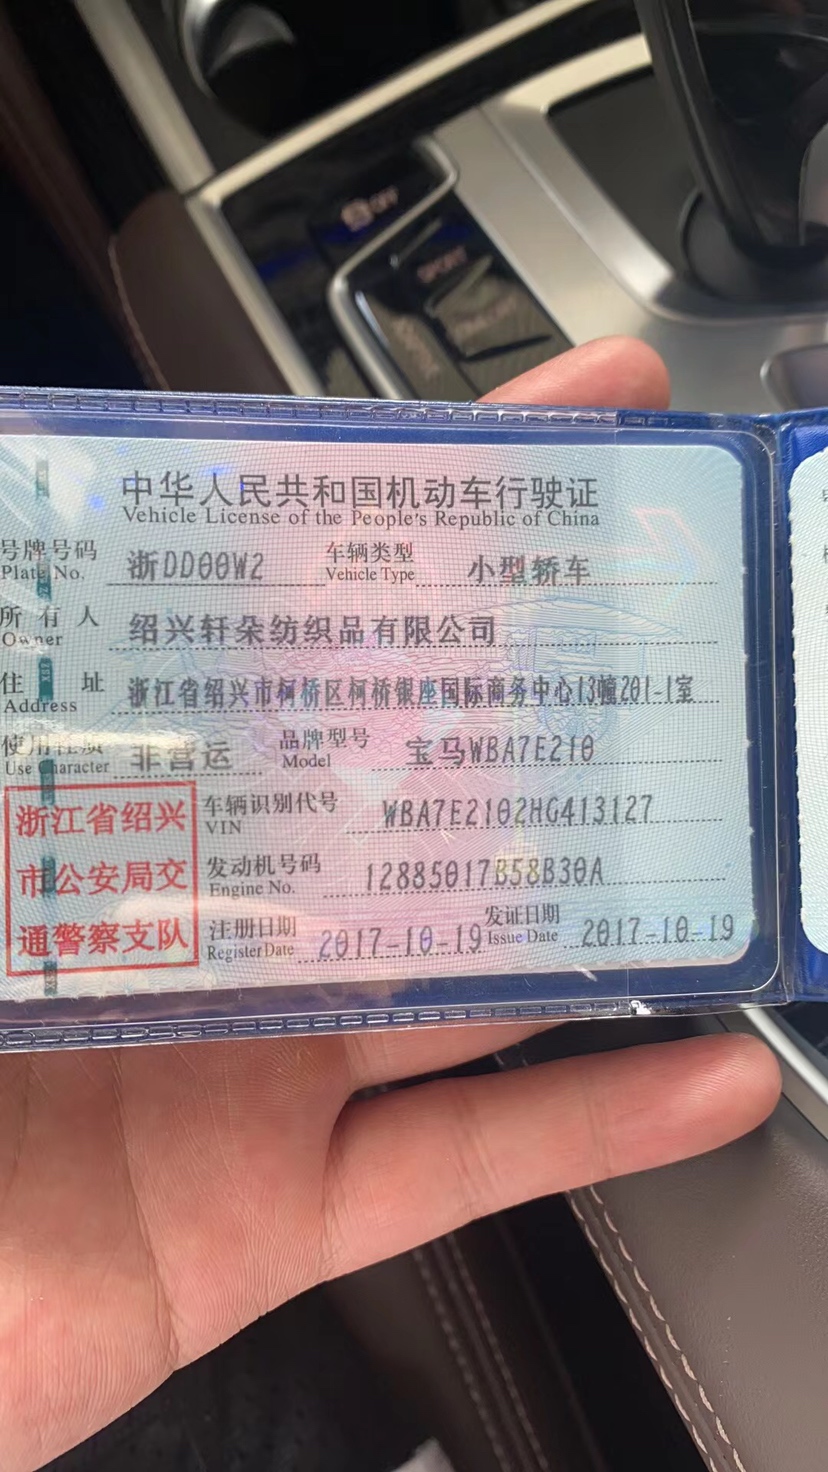 OFF
SPORT
中华人民共和国机动车行驶证
Vehicle License of the People's Republic of China
号牌号码 浙DD00W2 车辆类型 小型轿车
Plate No. Vehicle Type
所有人 绍兴轩朵纺织品有限公司
Owner
住址 浙江省绍兴市柯桥区柯桥银座国际商务中心13幢201-1室
Address
使用性质 非营运 品牌型号 宝马WBA7E210
Use Character Model
浙江省绍兴
市公安局交
通警察支队
车辆识别代号 WBA7E2102HG413127
VIN
发动机号码 12885017B58B30A
Engine No.
注册日期 2017-10-19 发证日期 2017-10-19
Register Date Issue Date